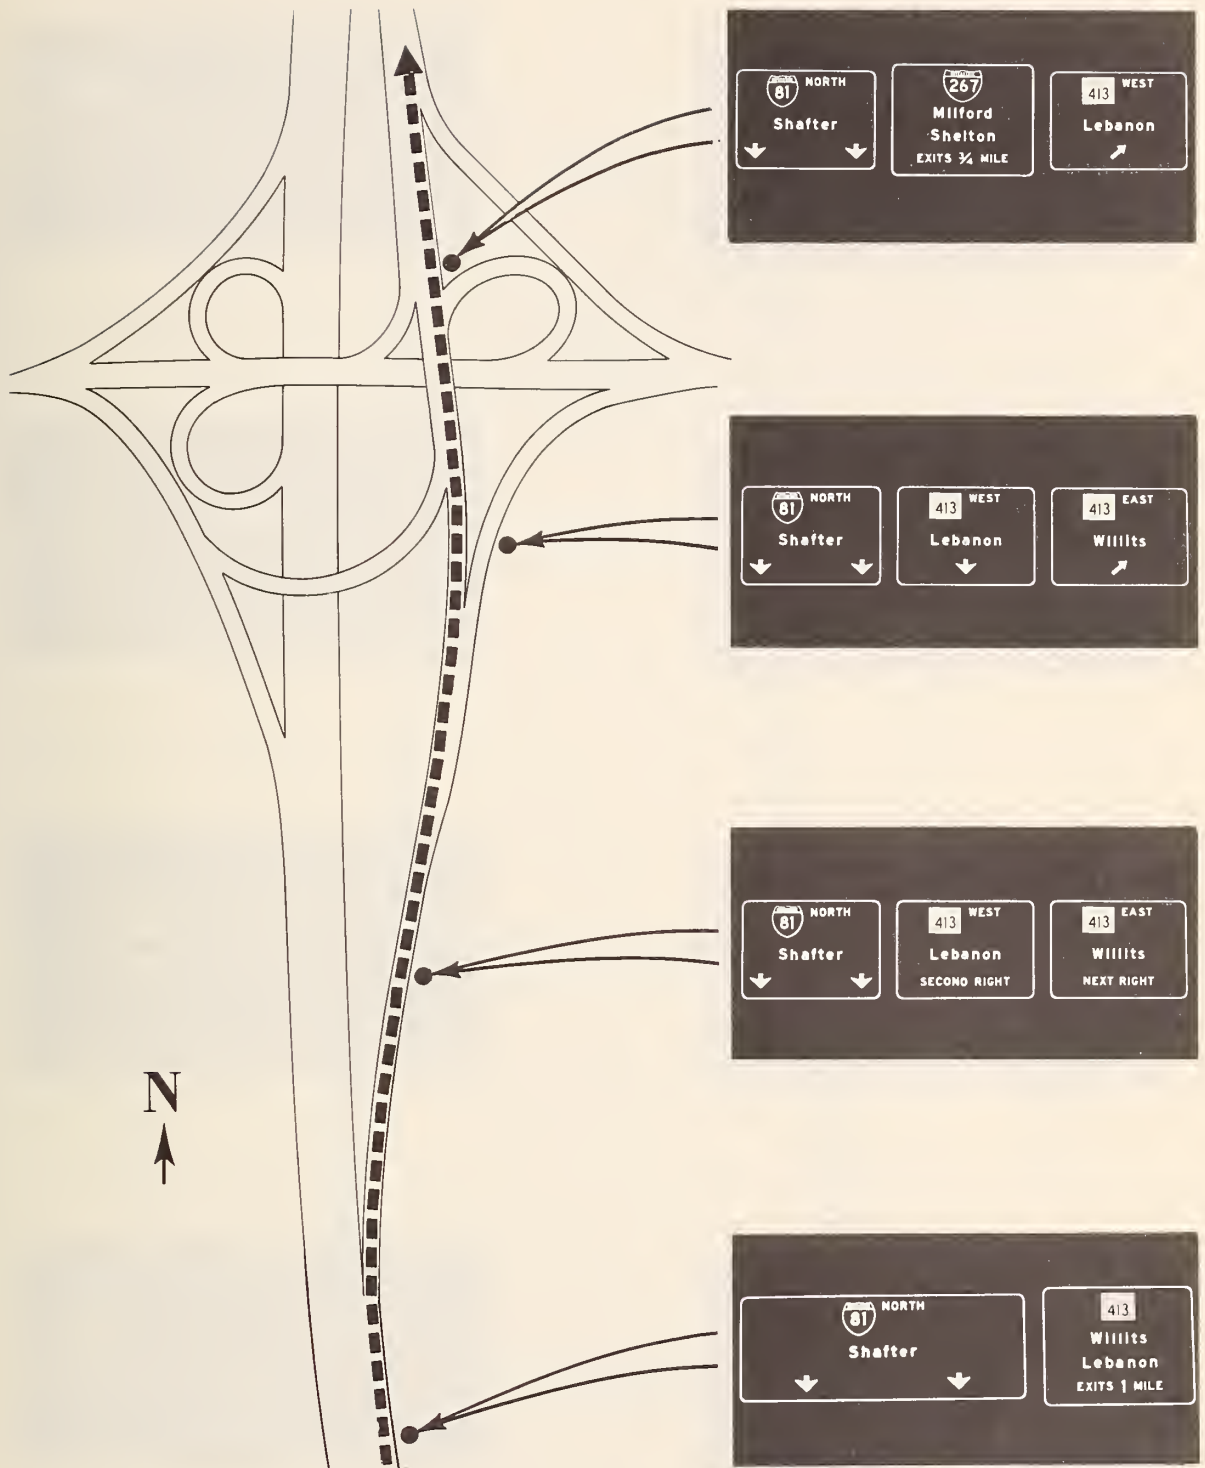 81 NORTH
Shafter
267
Milford
Shelton
EXITS ¾ MILE
413 WEST
Lebanon
81 NORTH
Shafter
413 WEST
Lebanon
413 EAST
Willits
81 NORTH
Shafter
413 WEST
Lebanon
SECOND RIGHT
413 EAST
Willits
NEXT RIGHT
N
81 NORTH
Shafter
413
Willits
Lebanon
EXITS 1 MILE